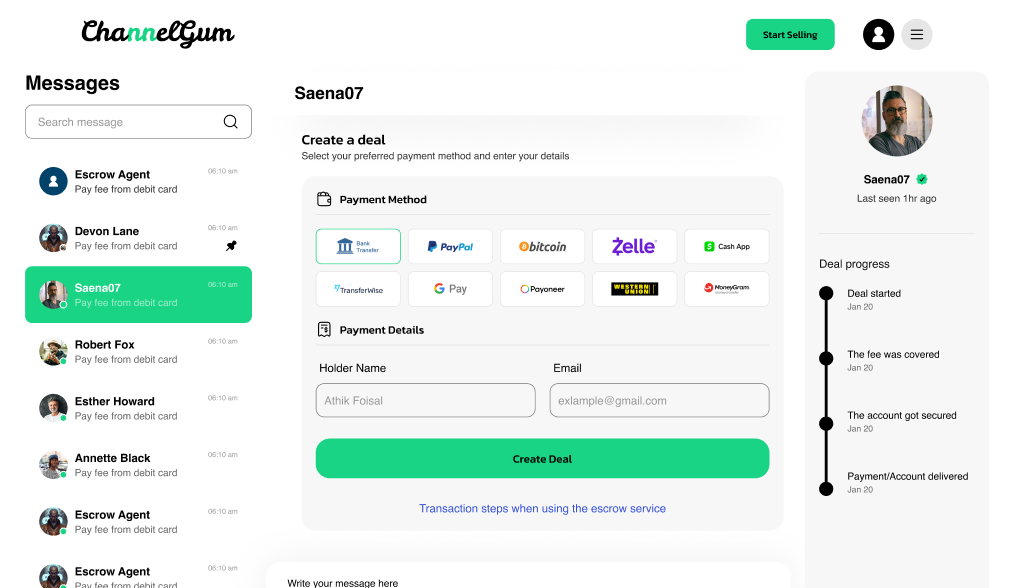 ChannelGum
Start Selling
Messages
Search message
Escrow Agent
06:10 am
Pay fee from debit card
Devon Lane
06:10 am
Pay fee from debit card
Saena07
06:10 am
Pay fee from debit card
Robert Fox
06:10 am
Pay fee from debit card
Esther Howard
06:10 am
Pay fee from debit card
Annette Black
06:10 am
Pay fee from debit card
Escrow Agent
06:10 am
Pay fee from debit card
Escrow Agent
06:10 am
Pay fee from debit card
Saena07
Create a deal
Select your preferred payment method and enter your details
Payment Method
Bank
Transfer
PayPal
bitcoin
Zelle
Cash App
TransferWise
G Pay
Payoneer
WESTERN
UNION
MoneyGram
Payment Details
Holder Name
Email
Athik Foisal
exlample@gmail.com
Create Deal
Transaction steps when using the escrow service
Write your message here
Saena07
Last seen 1hr ago
Deal progress
Deal started
Jan 20
The fee was covered
Jan 20
The account got secured
Jan 20
Payment/Account delivered
Jan 20